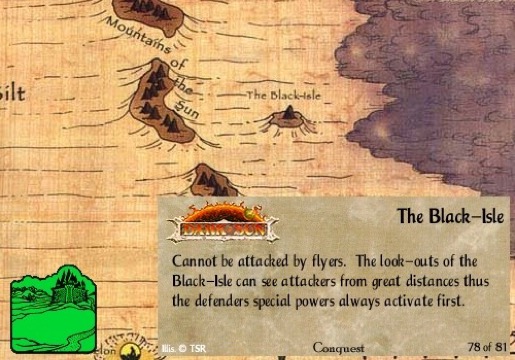 Mountains of the Sun
Silt
The Black-Isle
DARK SUN
The Black-Isle
Cannot be attacked by flyers. The look-outs of the
Black-Isle can see attackers from great distances thus
the defenders special powers always activate first.
Illis. © TSR
Conquest
78 of 81